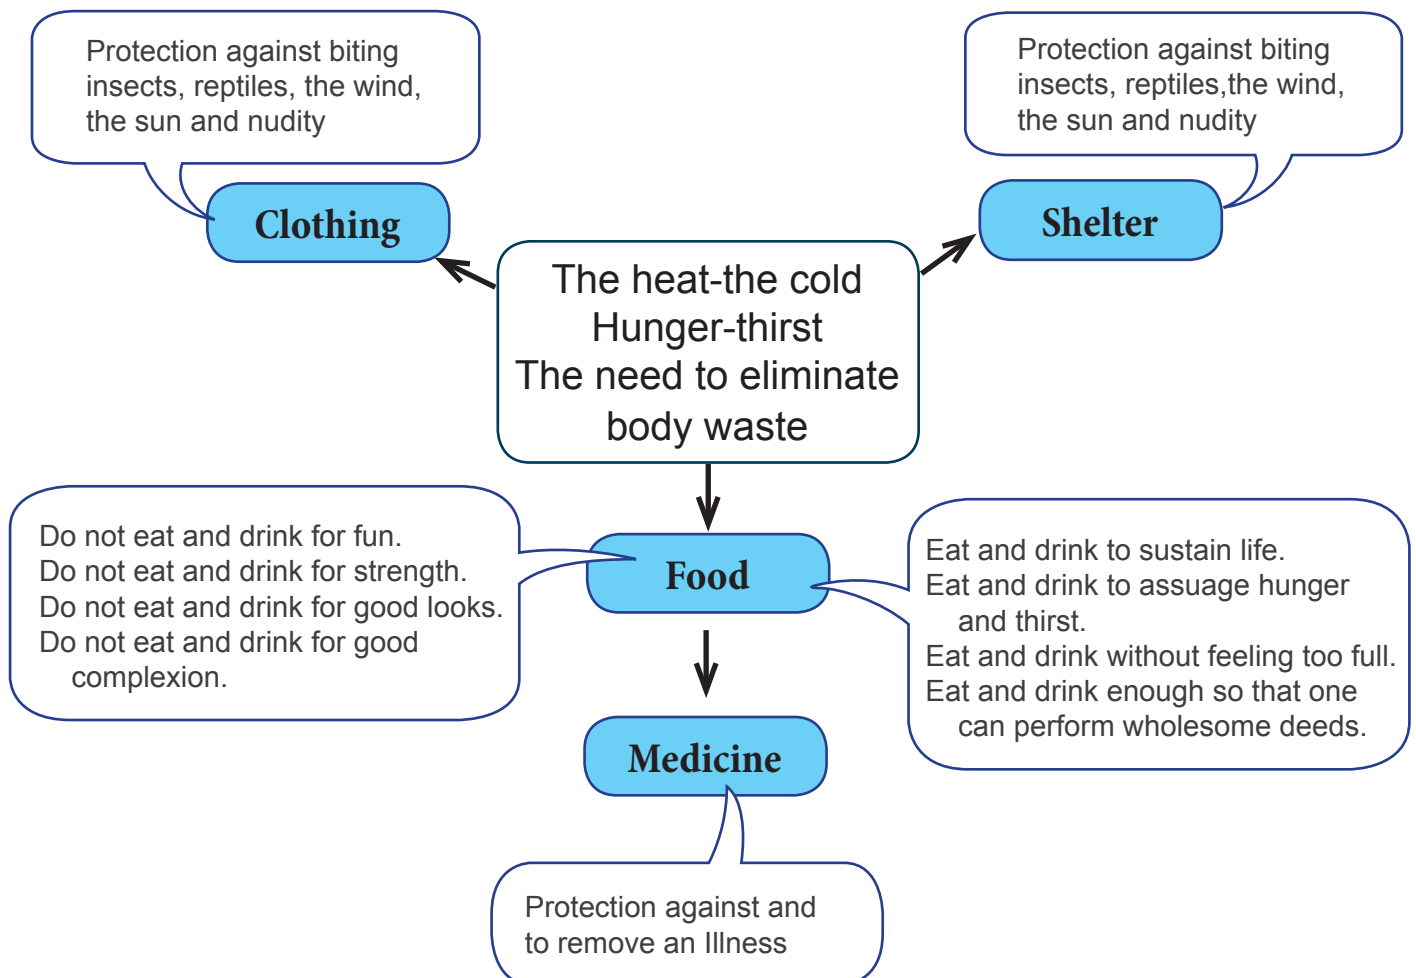 Protection against biting
insects, reptiles, the wind,
the sun and nudity
Protection against biting
insects, reptiles,the wind,
the sun and nudity
Clothing
Shelter
The heat-the cold
Hunger-thirst
The need to eliminate
body waste
Do not eat and drink for fun.
Do not eat and drink for strength.
Do not eat and drink for good looks.
Do not eat and drink for good
complexion.
Food
Eat and drink to sustain life.
Eat and drink to assuage hunger
and thirst.
Eat and drink without feeling too full.
Eat and drink enough so that one
can perform wholesome deeds.
Medicine
Protection against and
to remove an Illness